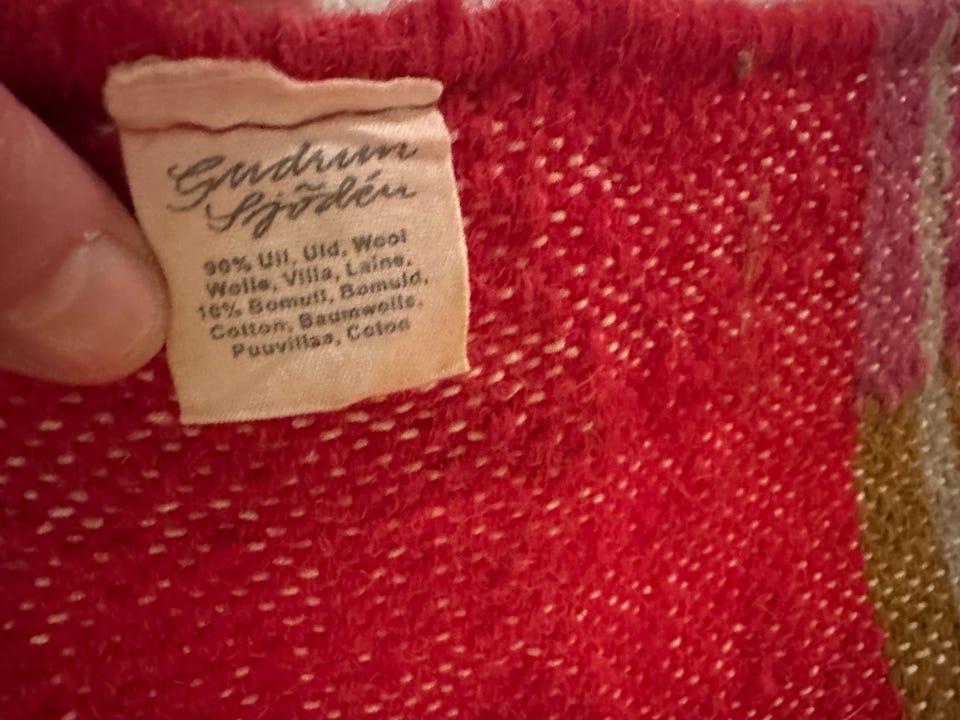 Gudrun
Sjödén
90% Ull, Uld, Wool
Wolle, Villa, Laine,
10% Bomull, Bomuld,
Cotton, Baumwolle,
Puuvillaa, Coton